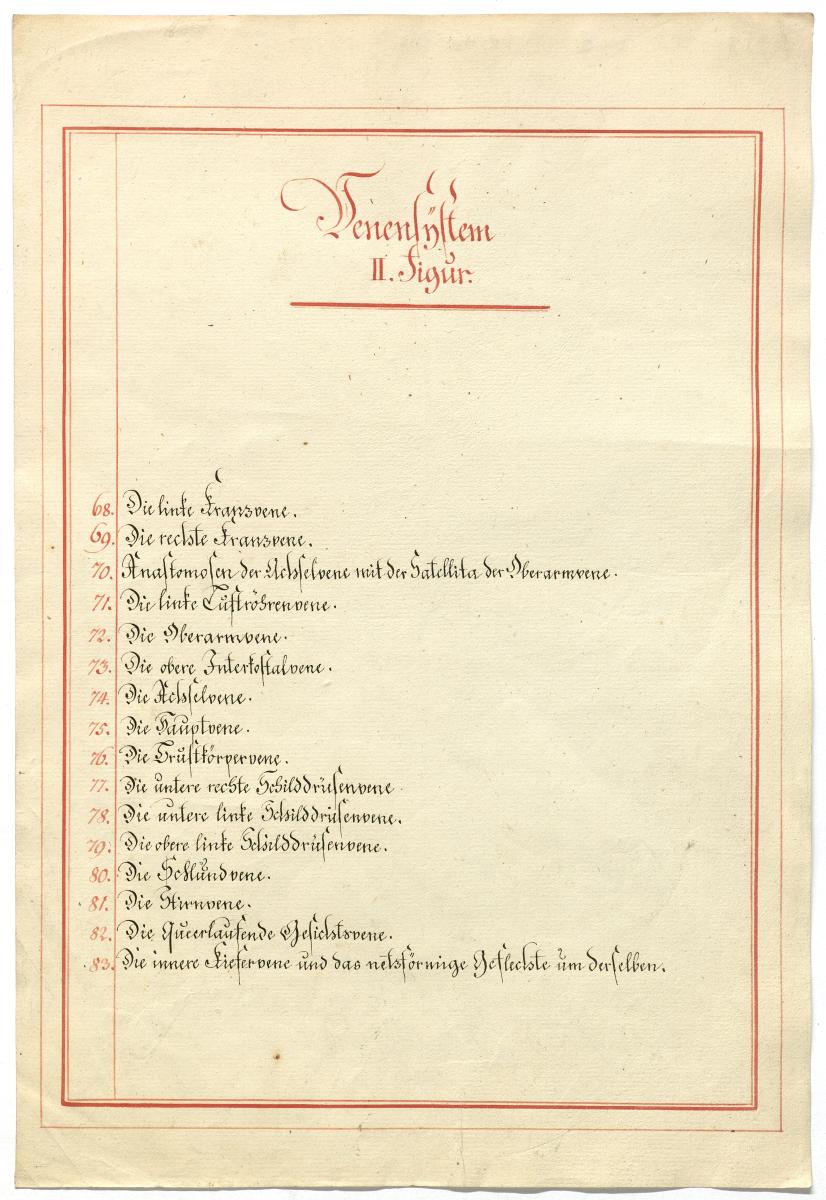 Venensÿstem
II. Figur.
68. Die linke Kranzvene.
69. Die rechte Kranzvene.
70. Anastomosen der Achselvene mit der Satellita der Oberarmvene.
71. Die linke Luftröhrenvene.
72. Die Oberarmvene.
73. Die obere Interkostalvene.
74. Die Achselvene.
75. Die Hauptvene.
76. Die Brustkörpervene.
77. Die untere rechte Schilddrüsenvene
78. Die untere linke Schilddrüsenvene.
79. Die obere linke Schilddrüsenvene.
80. Die Schlundvene.
81. Die Stirnvene.
82. Die querlaufende Gesichtsvene.
83. Die innere Kiefervene und das netzförmige Geflechte um derselben.